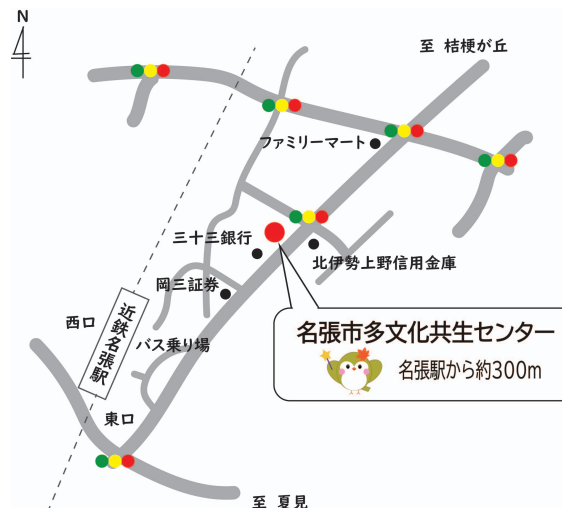 N
至 桔梗が丘
ファミリーマート
三十三銀行
北伊勢上野信用金庫
岡三証券
名張市多文化共生センター
名張駅から約300m
西口
近鉄名張駅
バス乗り場
東口
至 夏見